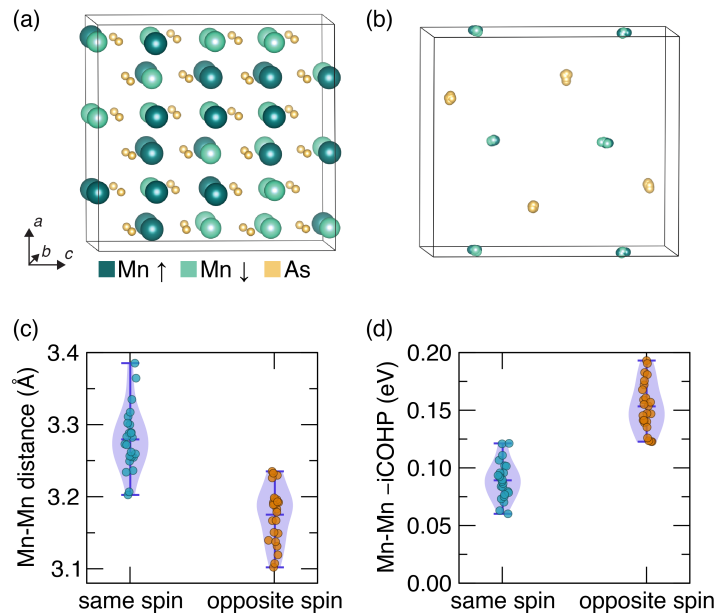 (a)
(b)
a
b
c
Mn ↑ Mn ↓ As
(c)
(d)
3.4
3.3
3.2
3.1
Mn-Mn distance (Å)
same spin opposite spin
0.20
0.15
0.10
0.05
0.00
Mn-Mn –iCOHP (eV)
same spin opposite spin